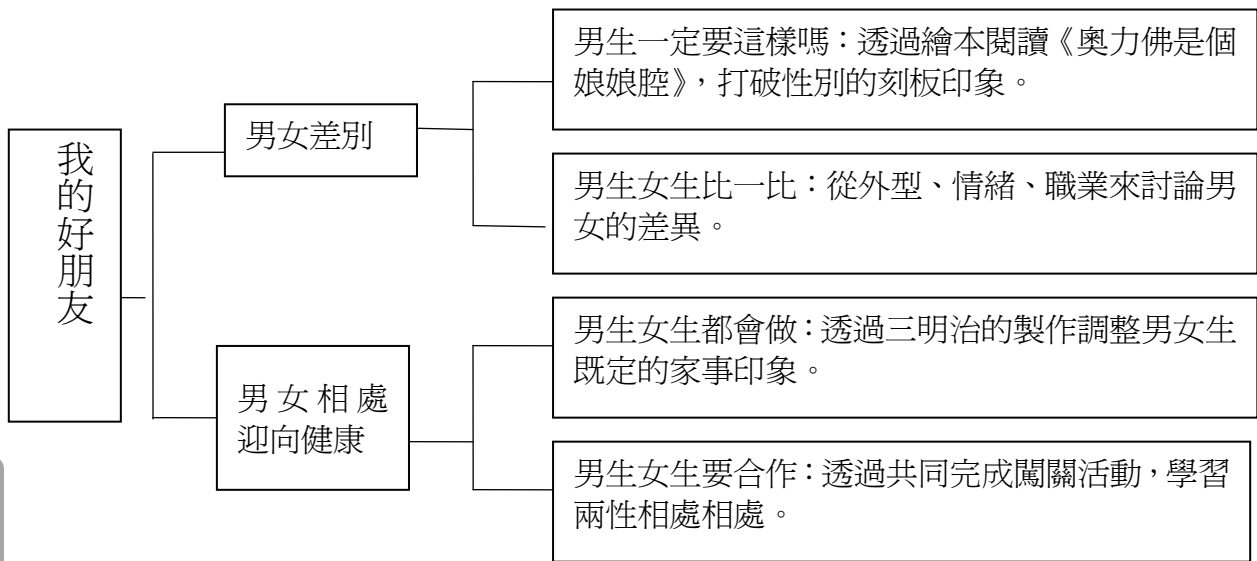 我的好朋友
男女差別
男生一定要這樣嗎：透過繪本閱讀《奧力佛是個
娘娘腔》，打破性別的刻板印象。
男生女生比一比：從外型、情緒、職業來討論男
女的差異。
男女相處
迎向健康
男生女生都會做：透過三明治的製作調整男女生
既定的家事印象。
男生女生要合作：透過共同完成闖關活動，學習
兩性相處相處。